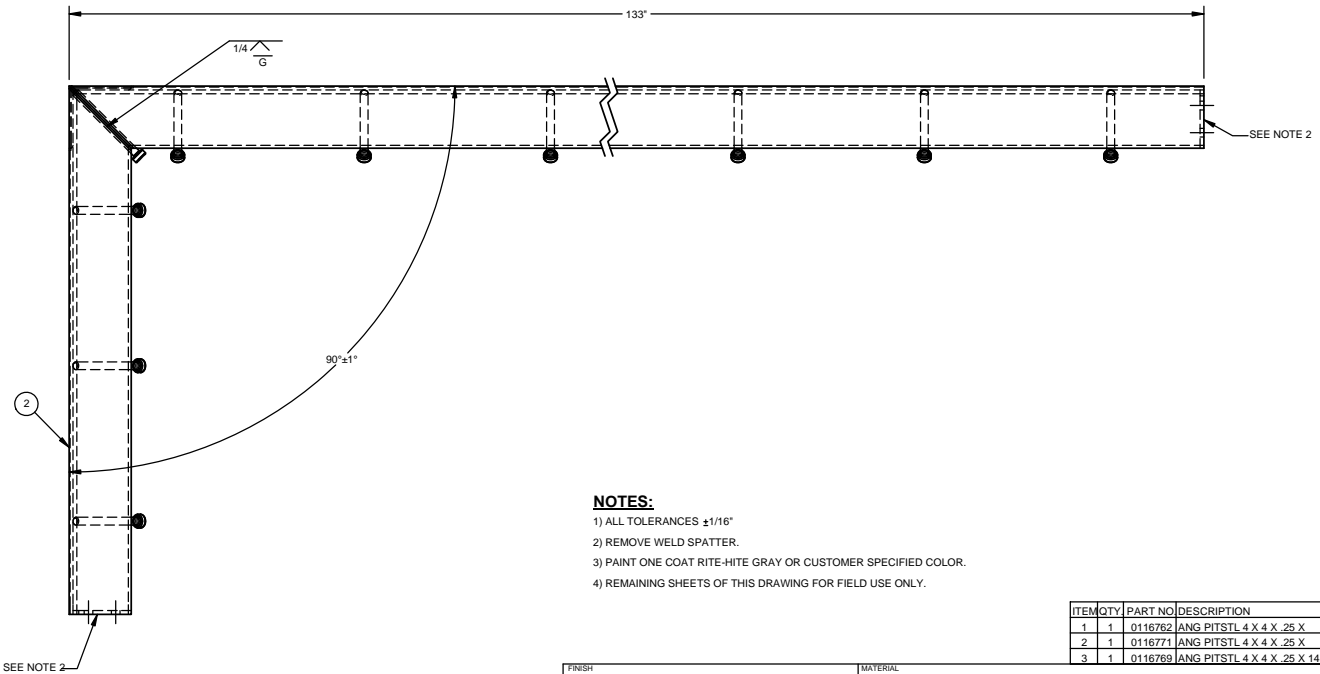 133"
1/4
G
SEE NOTE 2
90°±1°
2
NOTES:
1) ALL TOLERANCES ±1/16"
2) REMOVE WELD SPATTER.
3) PAINT ONE COAT RITE-HITE GRAY OR CUSTOMER SPECIFIED COLOR.
4) REMAINING SHEETS OF THIS DRAWING FOR FIELD USE ONLY.
ITEM QTY. PART NO. DESCRIPTION
1 1 0116762 ANG PITSTL 4 X 4 X .25 X
2 1 0116771 ANG PITSTL 4 X 4 X .25 X
3 1 0116769 ANG PITSTL 4 X 4 X .25 X 14
SEE NOTE 2
FINISH MATERIAL